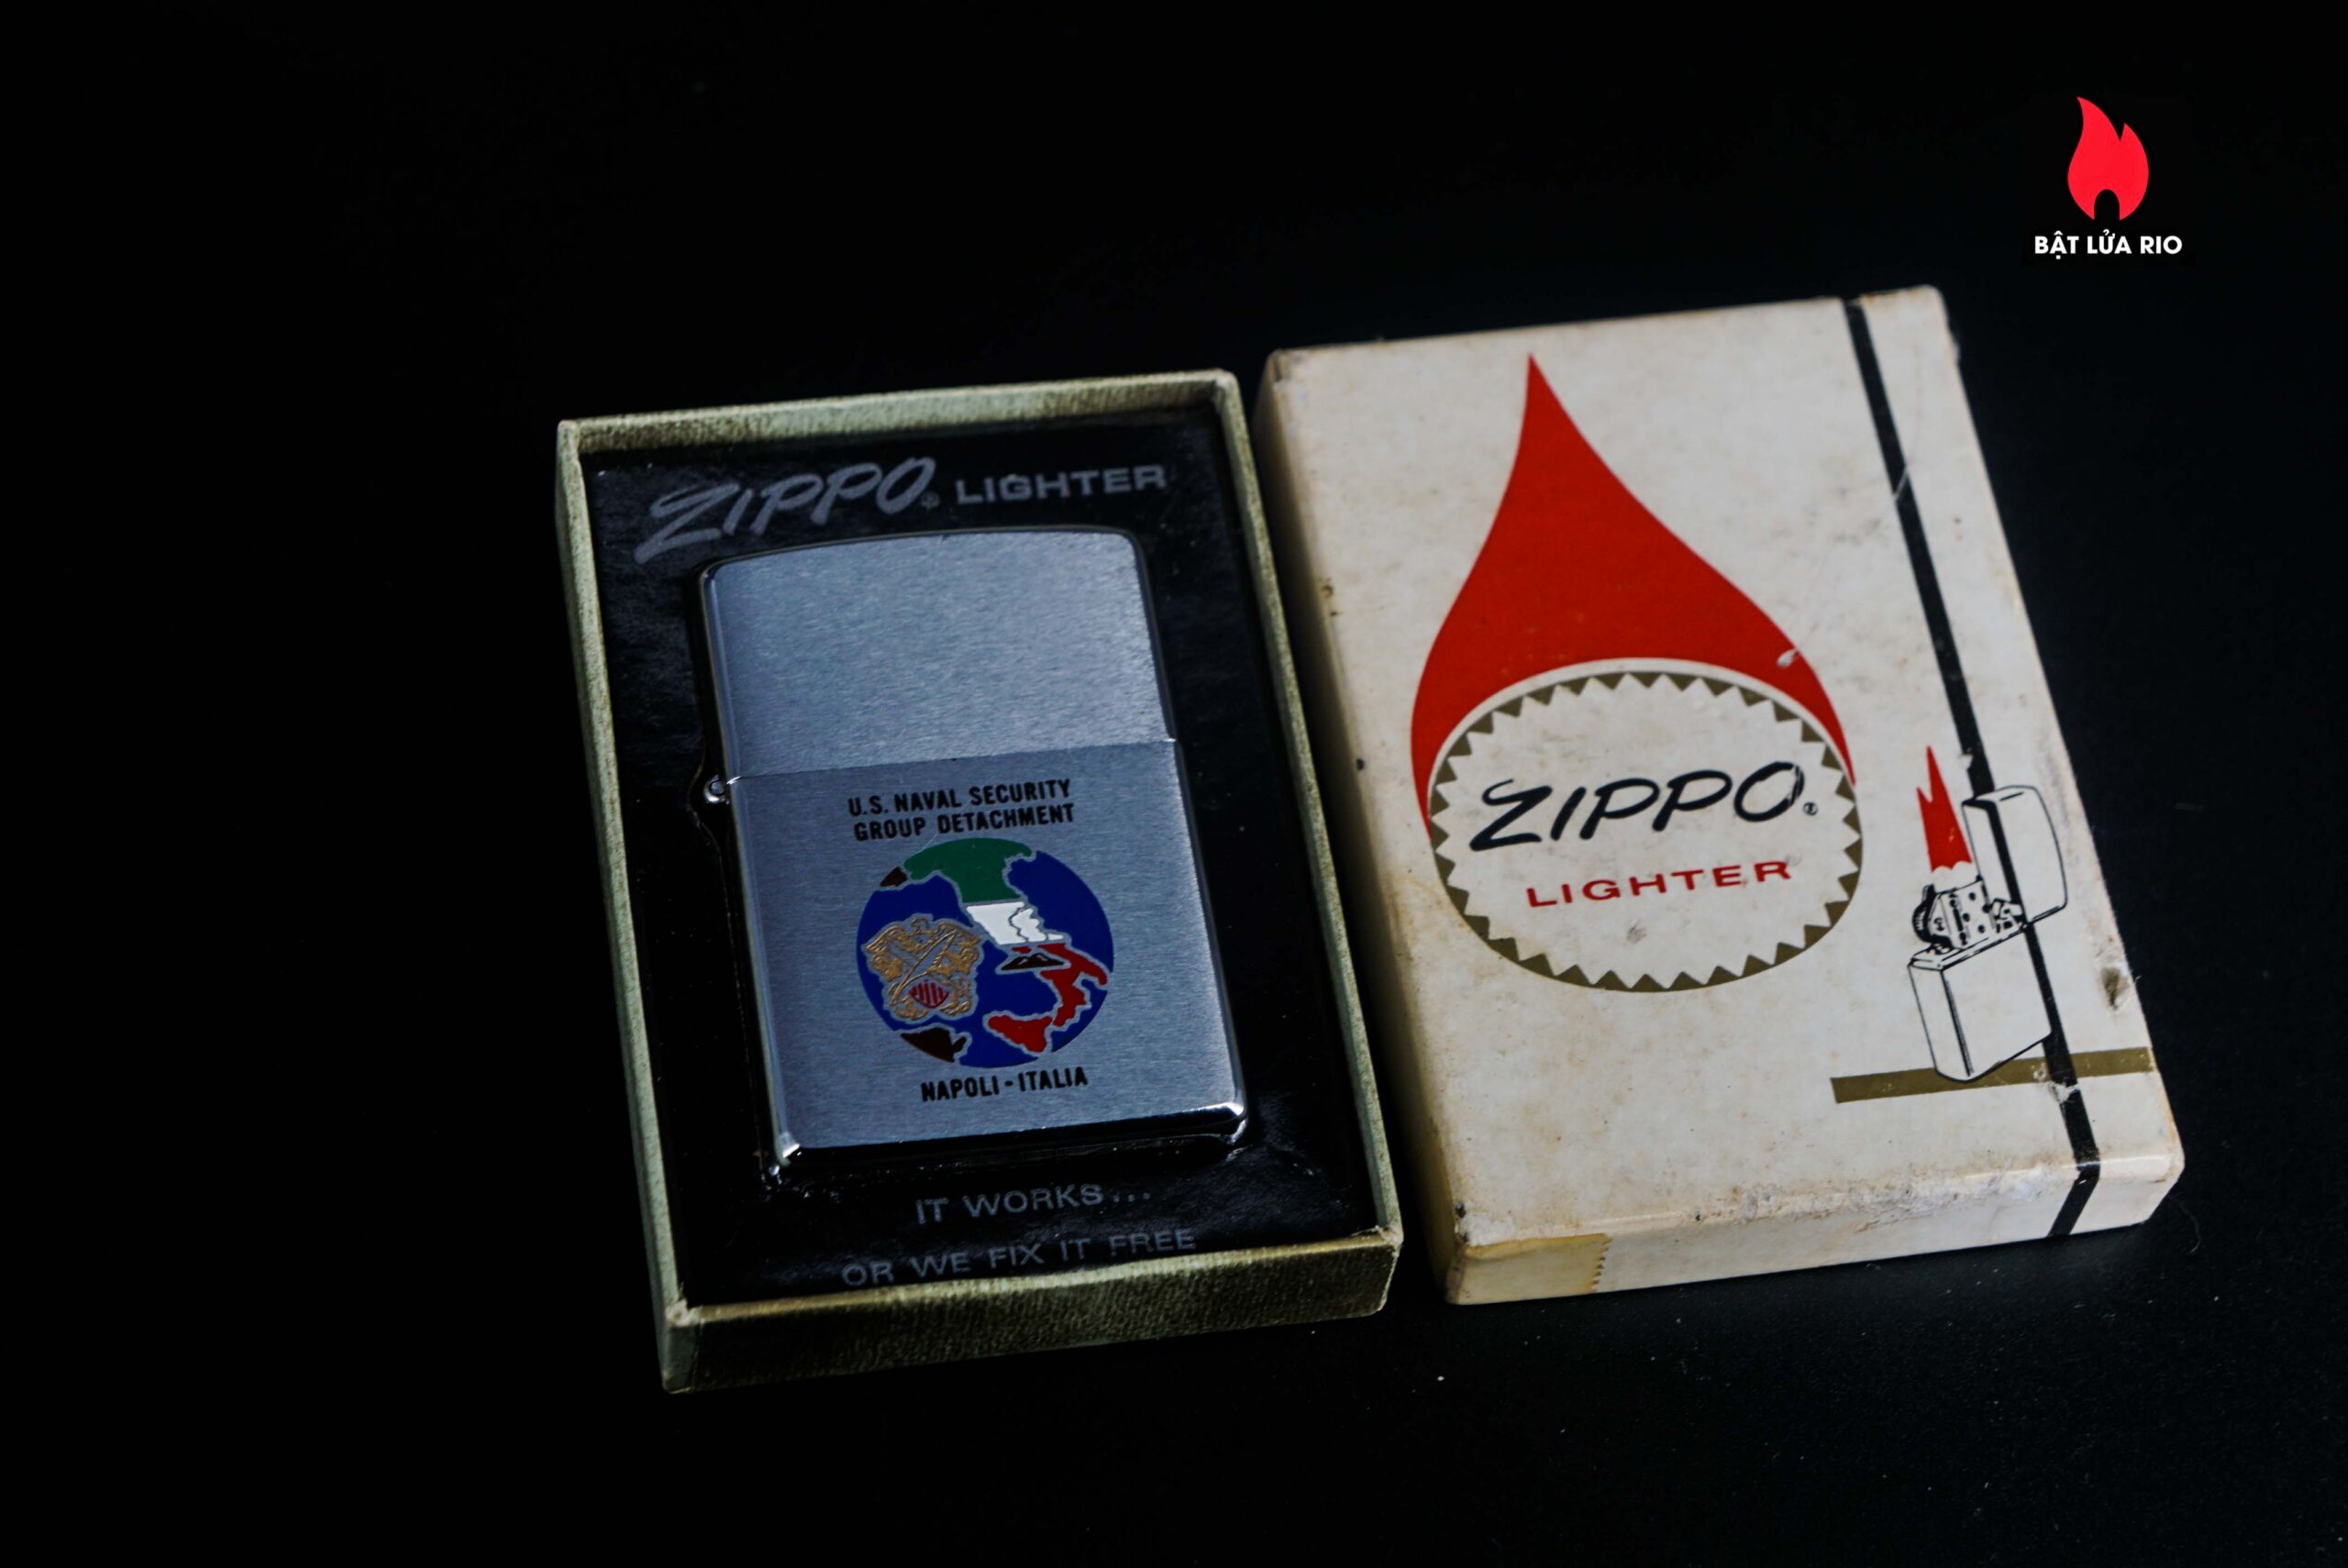 BẬT LỬA RIO
ZIPPO® LIGHTER
U.S. NAVAL SECURITY
GROUP DETACHMENT
NAPOLI - ITALIA
IT WORKS...
OR WE FIX IT FREE
ZIPPO®
LIGHTER